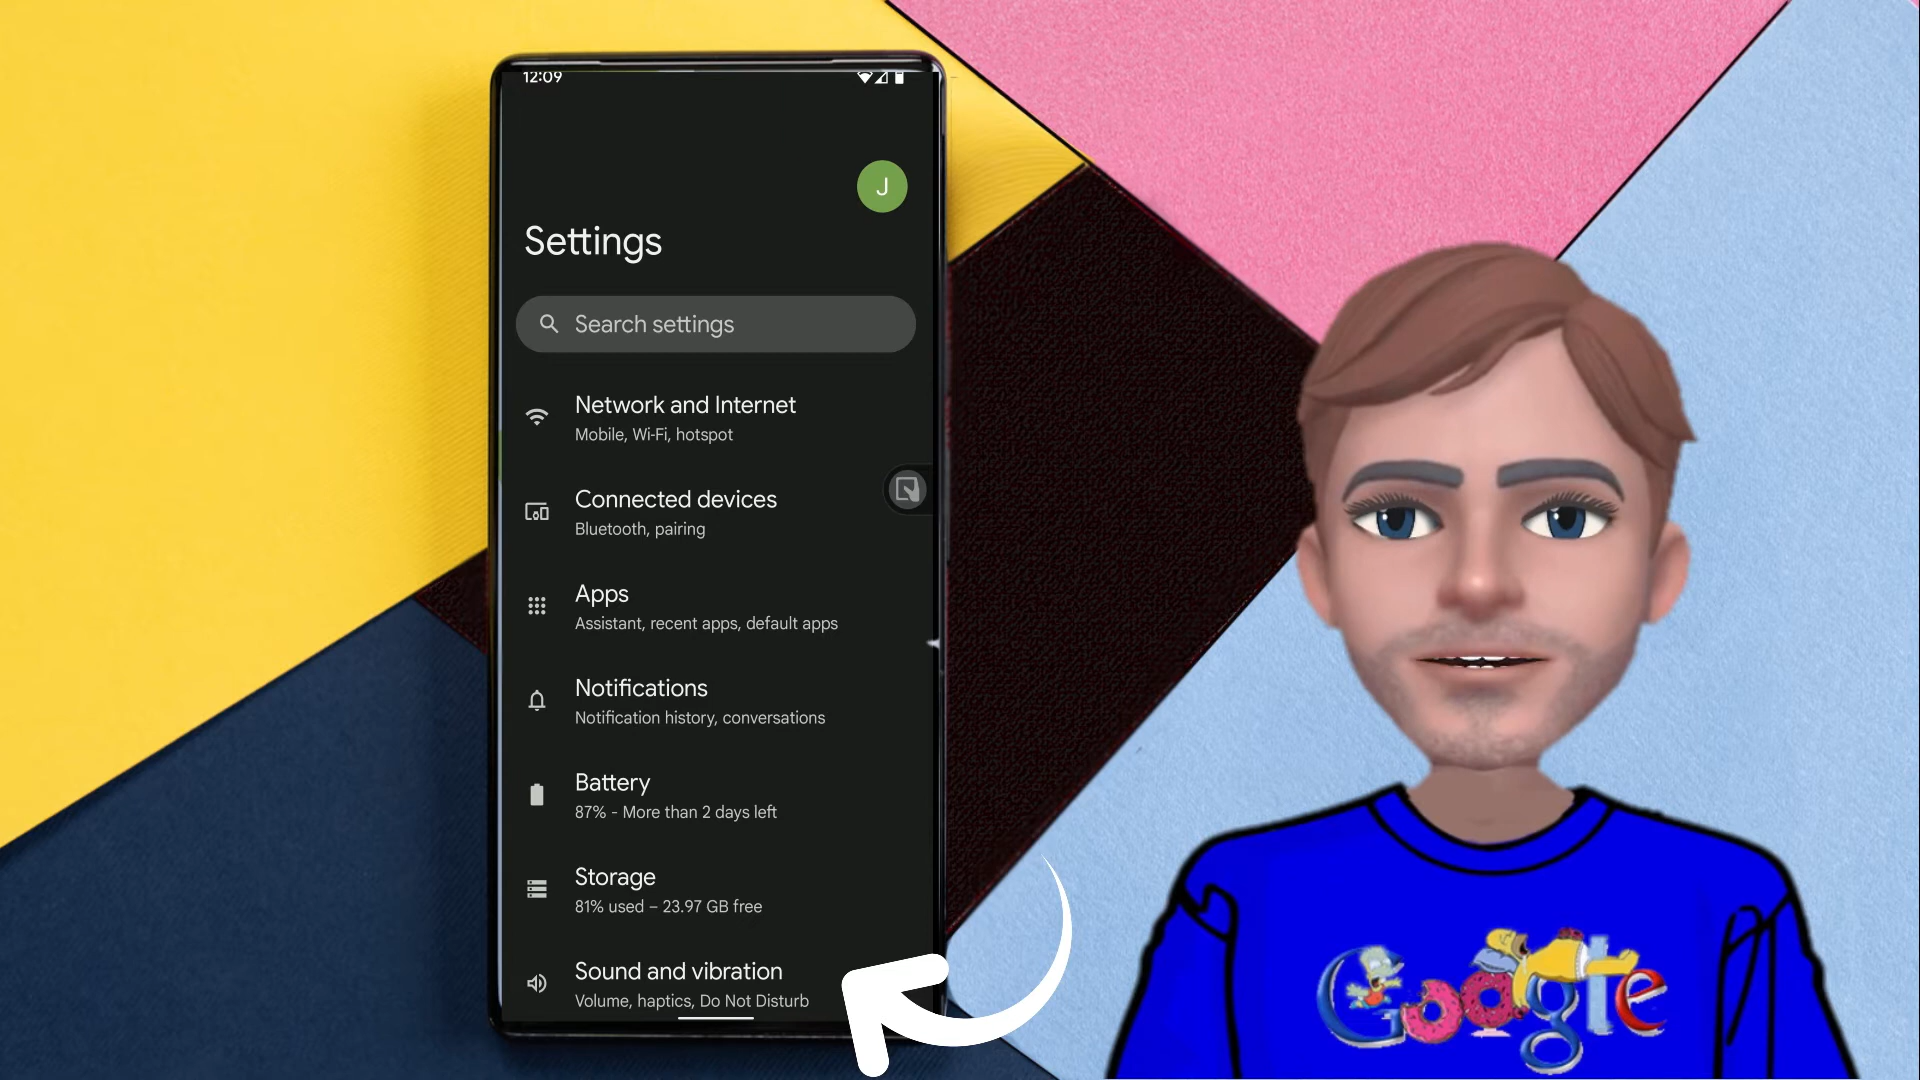 12:09
J
Settings
Search settings
Network and Internet
Mobile, Wi-Fi, hotspot
Connected devices
Bluetooth, pairing
Apps
Assistant, recent apps, default apps
Notifications
Notification history, conversations
Battery
87% - More than 2 days left
Storage
81% used – 23.97 GB free
Sound and vibration
Volume, haptics, Do Not Disturb
Google